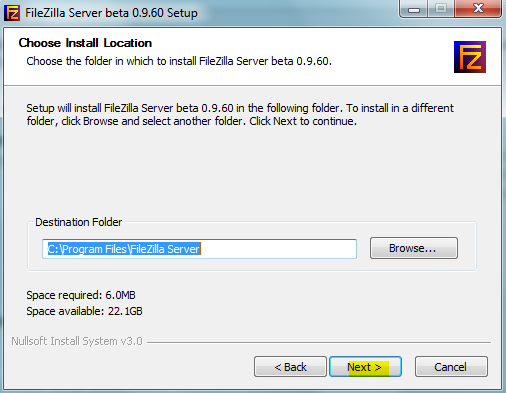 FileZilla Server beta 0.9.60 Setup
Choose Install Location
Choose the folder in which to install FileZilla Server beta 0.9.60.
FZ
Setup will install FileZilla Server beta 0.9.60 in the following folder. To install in a different
folder, click Browse and select another folder. Click Next to continue.
Destination Folder
C:\Program Files\FileZilla Server
Browse...
Space required: 6.0MB
Space available: 22.1GB
Nullsoft Install System v3.0
< Back
Next >
Cancel